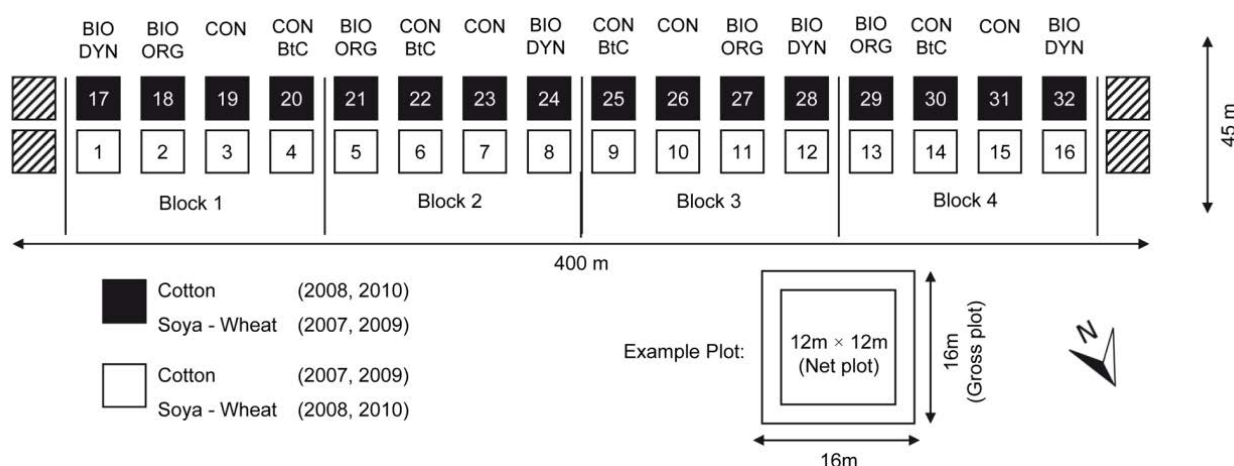 BIO DYN
BIO ORG
CON
CON BtC
BIO ORG
CON BtC
CON
BIO DYN
CON BtC
CON
BIO ORG
BIO DYN
BIO ORG
CON BtC
CON
BIO DYN
17 18 19 20 21 22 23 24 25 26 27 28 29 30 31 32
1 2 3 4 5 6 7 8 9 10 11 12 13 14 15 16
Block 1 Block 2 Block 3 Block 4
45 m
400 m
Cotton (2008, 2010)
Soya - Wheat (2007, 2009)
Cotton (2007, 2009)
Soya - Wheat (2008, 2010)
Example Plot:
12m × 12m
(Net plot)
16m
(Gross plot)
16m
N